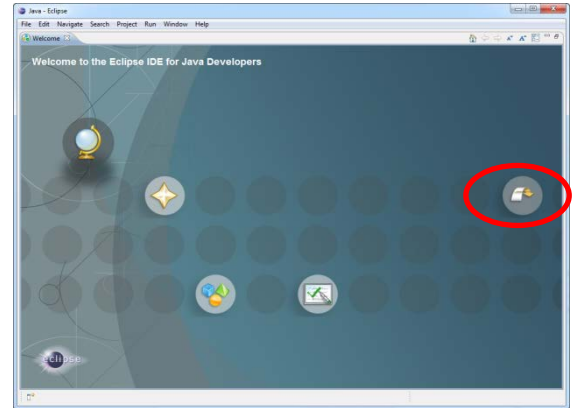 Java - Eclipse
File Edit Navigate Search Project Run Window Help
Welcome
Welcome to the Eclipse IDE for Java Developers
eclipse